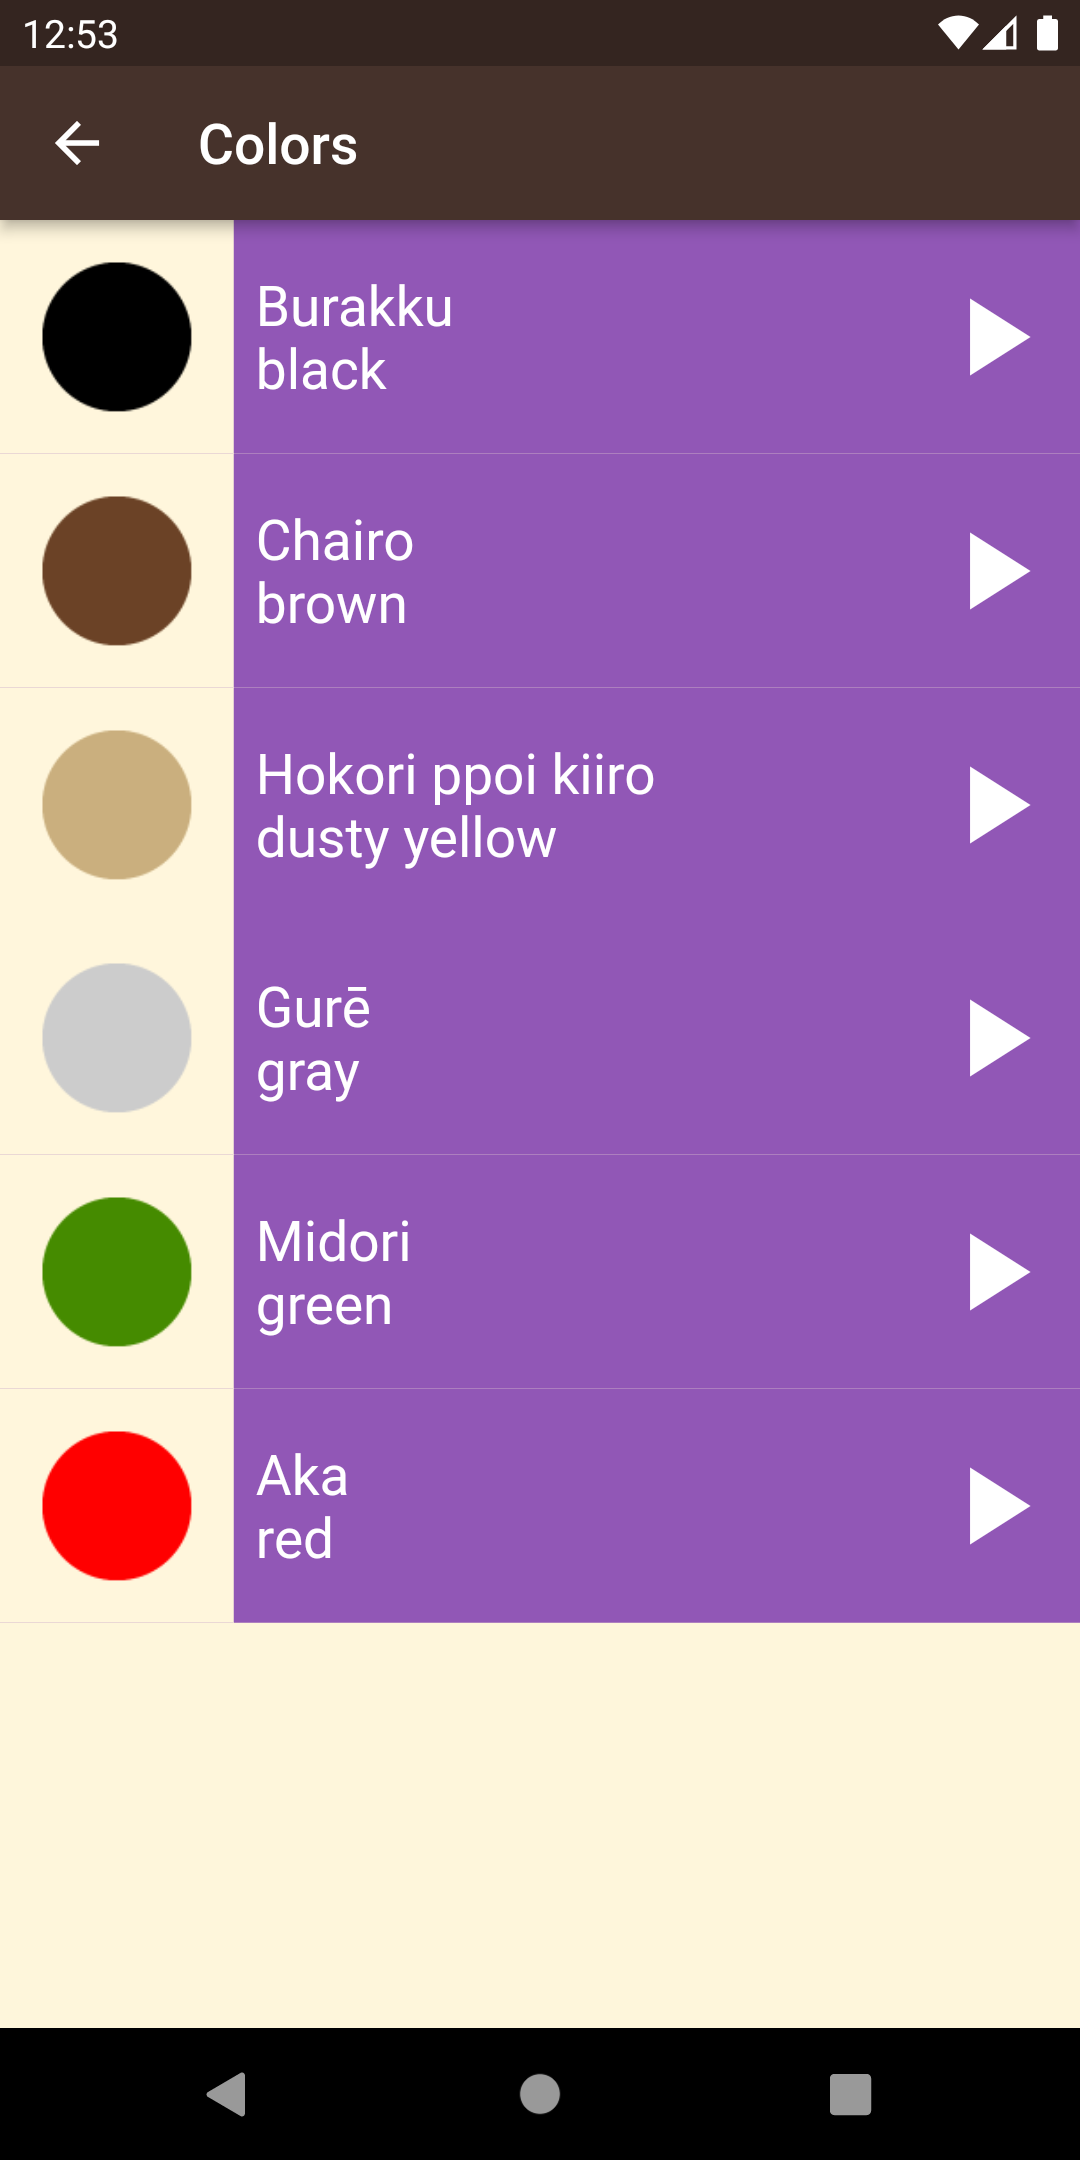 12:53
Colors
Burakku
black
Chairo
brown
Hokori ppoi kiiro
dusty yellow
Gurē
gray
Midori
green
Aka
red